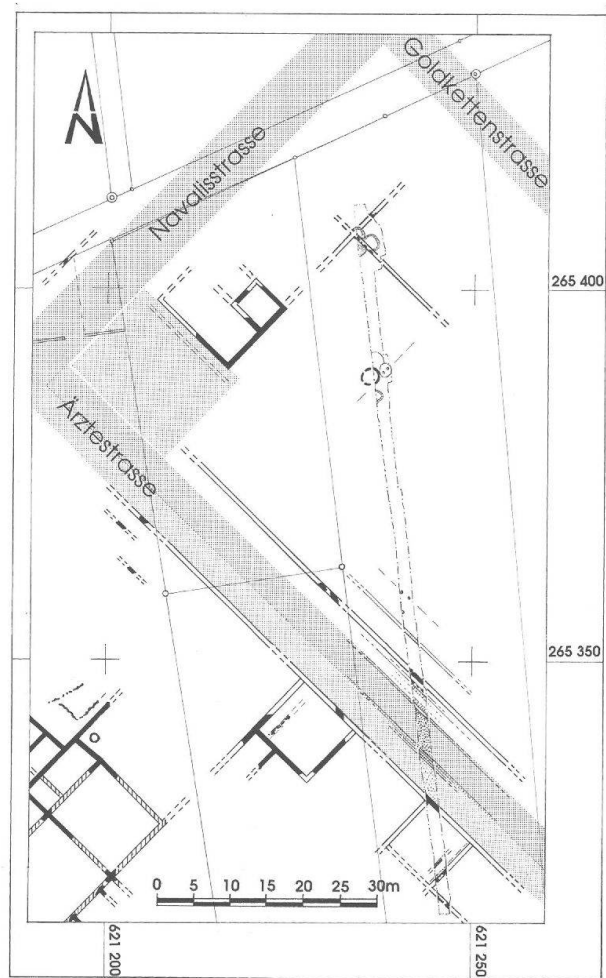 Goldkettenstrasse
N
Navalisstrasse
265 400
Ärztestrasse
265 350
0 5 10 15 20 25 30m
621 200
621 250